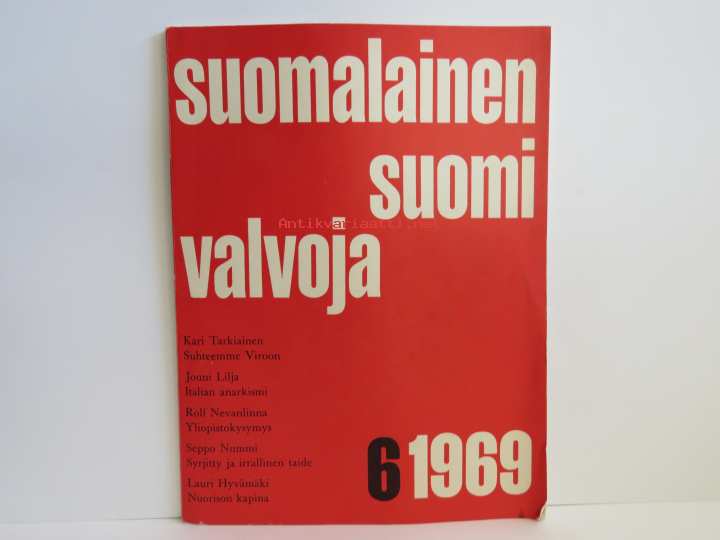 suomalainen
suomi
Antikvariaatti.net
valvoja
Kari Tarkiainen
Suhteemme Viroon
Jouni Lilja
Italian anarkismi
Rolf Nevanlinna
Yliopistokysymys
Seppo Nummi
Syrjitty ja irrallinen taide
Lauri Hyvämäki
Nuorison kapina
6 1969